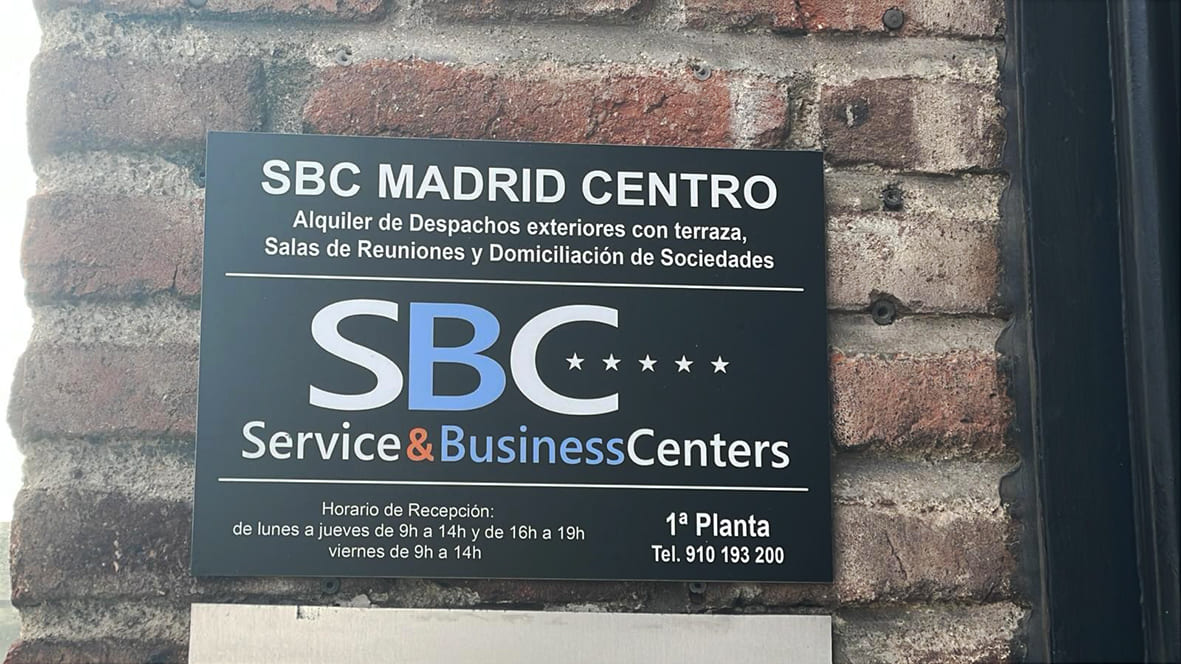 SBC MADRID CENTRO
Alquiler de Despachos exteriores con terraza,
Salas de Reuniones y Domiciliación de Sociedades
SBC
Service&BusinessCenters
Horario de Recepción:
de lunes a jueves de 9h a 14h y de 16h a 19h
viernes de 9h a 14h
1ª Planta
Tel. 910 193 200